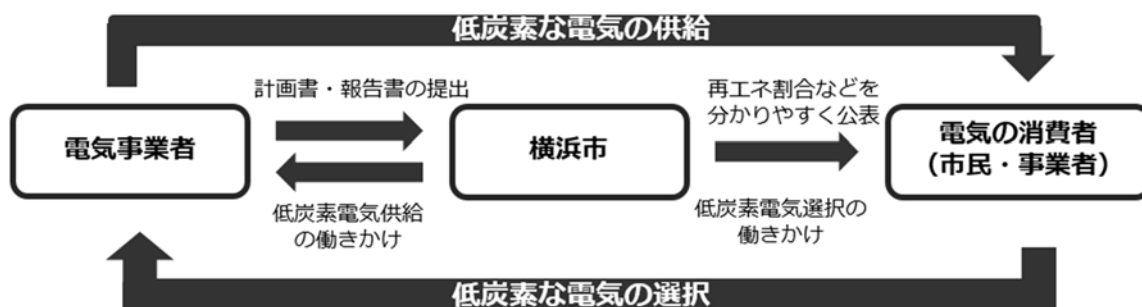 低炭素な電気の供給
計画書・報告書の提出
再エネ割合などを
分かりやすく公表
電気事業者
横浜市
電気の消費者
（市民・事業者）
低炭素電気供給
の働きかけ
低炭素電気選択の
働きかけ
低炭素な電気の選択